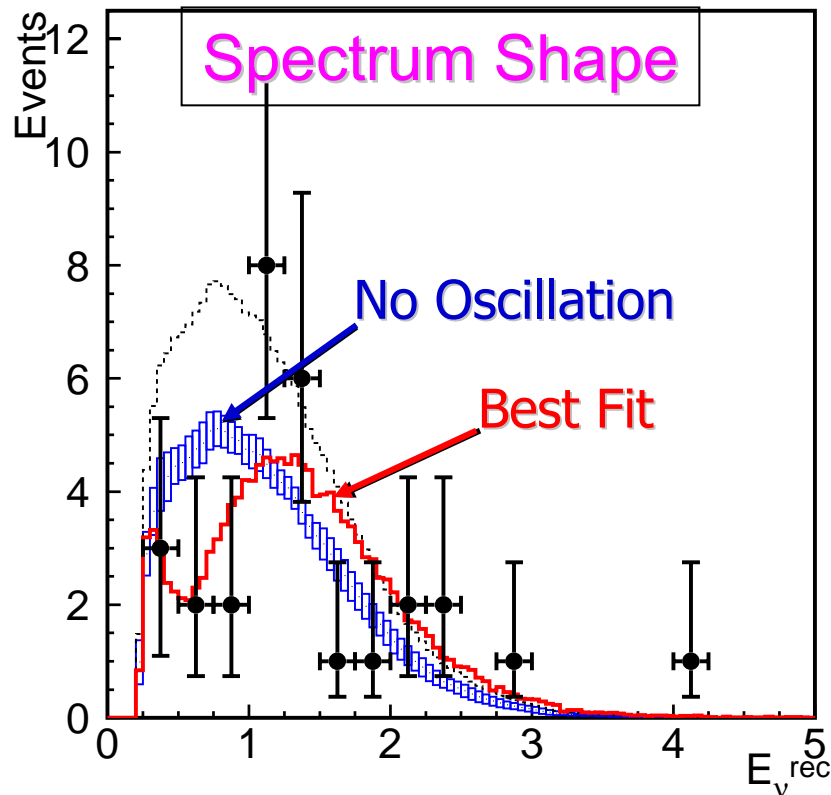 Spectrum Shape
Events
12
10
8
6
4
2
0
No Oscillation
Best Fit
0 1 2 3 4 5
Eνrec